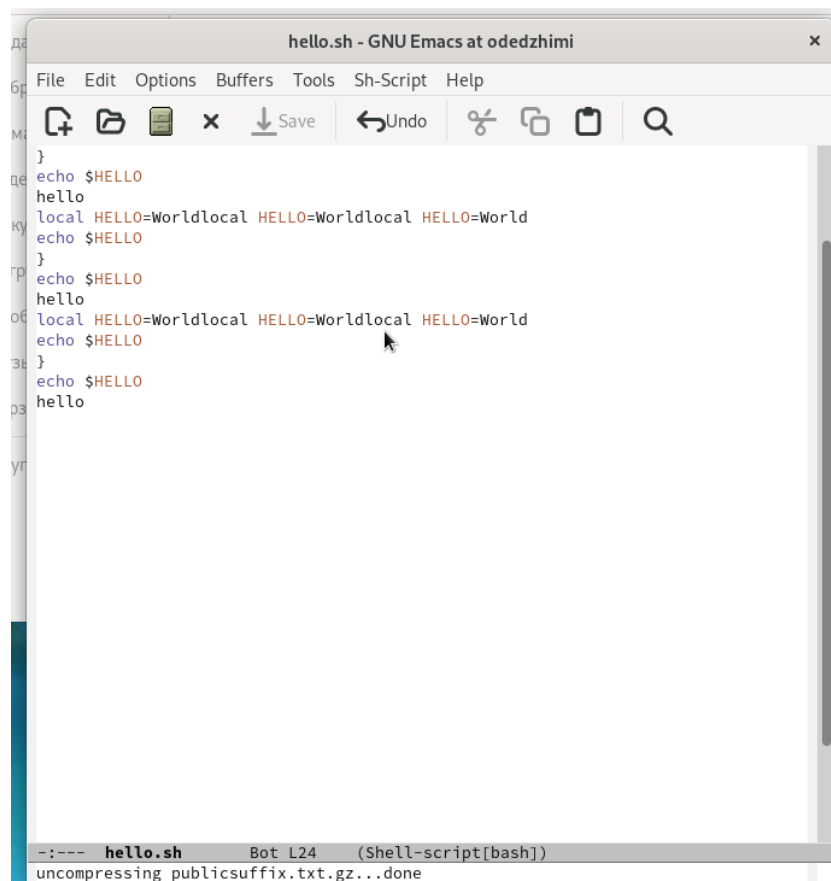 hello.sh - GNU Emacs at odedzhimi
File Edit Options Buffers Tools Sh-Script Help
Save Undo
}
echo $HELLO
hello
local HELLO=Worldlocal HELLO=Worldlocal HELLO=World
echo $HELLO
}
echo $HELLO
hello
local HELLO=Worldlocal HELLO=Worldlocal HELLO=World
echo $HELLO
}
echo $HELLO
hello
-:--- hello.sh Bot L24 (Shell-script[bash])
uncompressing publicsuffix.txt.gz...done